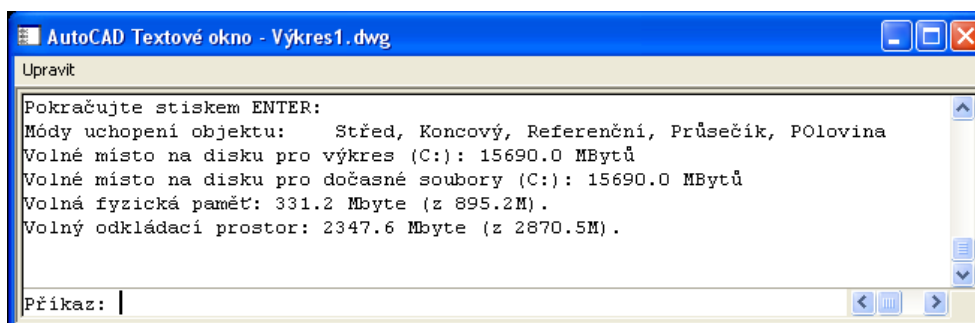 AutoCAD Textové okno - Výkres1.dwg
Upravit
Pokračujte stiskem ENTER:
Módy uchopení objektu:    Střed, Koncový, Referenční, Průsečík, POlovina
Volné místo na disku pro výkres (C:): 15690.0 MBytů
Volné místo na disku pro dočasné soubory (C:): 15690.0 MBytů
Volná fyzická paměť: 331.2 Mbyte (z 895.2M).
Volný odkládací prostor: 2347.6 Mbyte (z 2870.5M).
Příkaz: